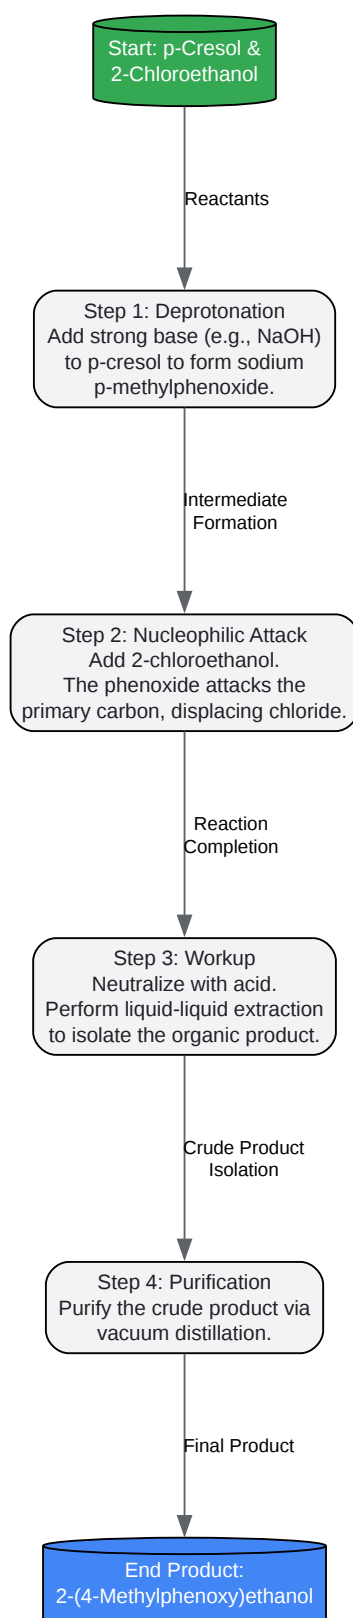 Start: p-Cresol &
2-Chloroethanol
Reactants
Step 1: Deprotonation
Add strong base (e.g., NaOH)
to p-cresol to form sodium
p-methylphenoxide.
Intermediate
Formation
Step 2: Nucleophilic Attack
Add 2-chloroethanol.
The phenoxide attacks the
primary carbon, displacing chloride.
Reaction
Completion
Step 3: Workup
Neutralize with acid.
Perform liquid-liquid extraction
to isolate the organic product.
Crude Product
Isolation
Step 4: Purification
Purify the crude product via
vacuum distillation.
Final Product
End Product:
2-(4-Methylphenoxy)ethanol